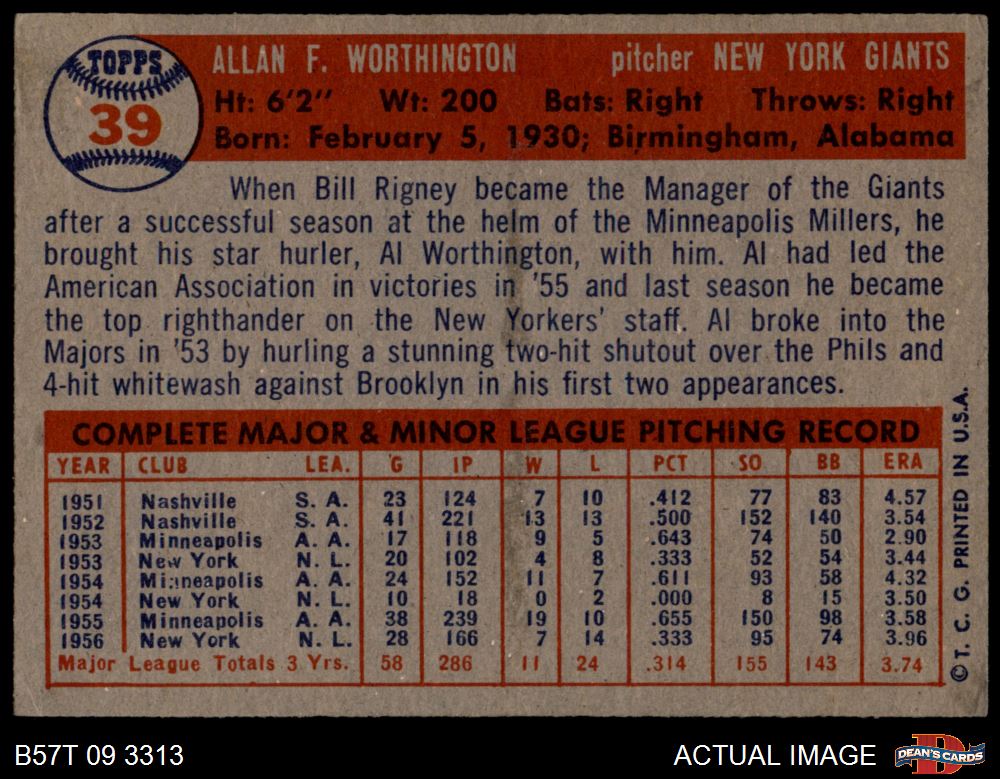 TOPPS
39
ALLAN F. WORTHINGTON pitcher NEW YORK GIANTS
Ht: 6'2" Wt: 200 Bats: Right Throws: Right
Born: February 5, 1930; Birmingham, Alabama
When Bill Rigney became the Manager of the Giants
after a successful season at the helm of the Minneapolis Millers, he
brought his star hurler, Al Worthington, with him. Al had led the
American Association in victories in '55 and last season he became
the top righthander on the New Yorkers' staff. Al broke into the
Majors in '53 by hurling a stunning two-hit shutout over the Phils and
4-hit whitewash against Brooklyn in his first two appearances.
COMPLETE MAJOR & MINOR LEAGUE PITCHING RECORD
YEAR CLUB LEA. G IP W L PCT SO BB ERA
1951 Nashville S. A. 23 124 7 10 .412 77 83 4.57
1952 Nashville S. A. 41 221 13 13 .500 152 140 3.54
1953 Minneapolis A. A. 17 118 9 5 .643 74 50 2.90
1953 New York N. L. 20 102 4 8 .333 52 54 3.44
1954 Minneapolis A. A. 24 152 11 7 .611 93 58 4.32
1954 New York N. L. 10 18 0 2 .000 8 15 3.50
1955 Minneapolis A. A. 38 239 19 10 .655 150 98 3.58
1956 New York N. L. 28 166 7 14 .333 95 74 3.96
Major League Totals 3 Yrs. 58 286 11 24 .314 155 143 3.74
© T. C. G. PRINTED IN U.S.A.
B57T 09 3313 ACTUAL IMAGE DEAN'S CARDS